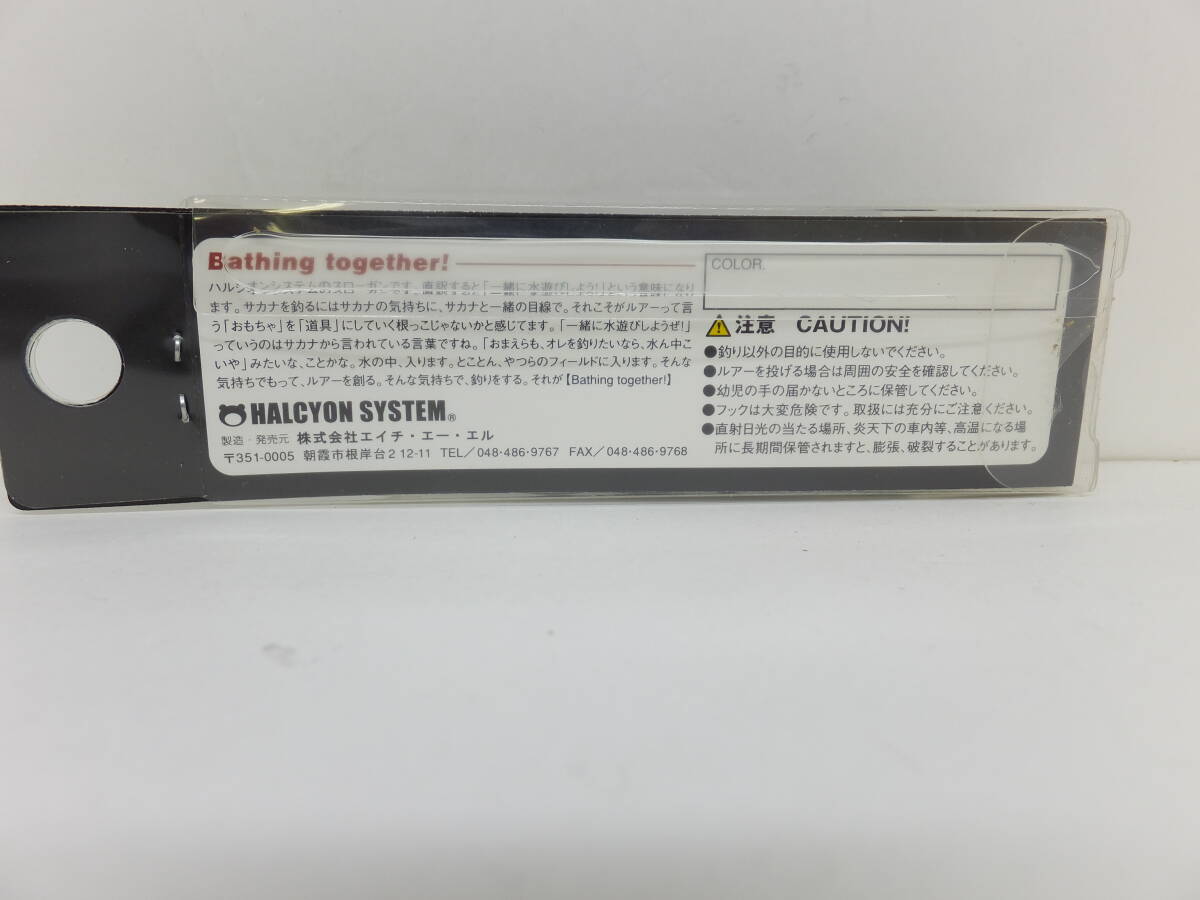 Bathing together!
ハルシオンシステムのスローガンです。直訳すると「一緒に水遊びしよう!」という意味になり
ます。サカナを釣るにはサカナの気持ちに、サカナと一緒の目線で。それこそがルアーって言
う「おもちゃ」を「道具」にしていく根っこじゃないかと感じてます。「一緒に水遊びしようぜ!」
っていうのはサカナから言われている言葉ですね。「おまえらも、オレを釣りたいなら、水ん中こ
いや」みたいな、ことかな。水の中、入ります。とことん、やつらのフィールドに入ります。そんな
気持ちでもって、ルアーを創る。そんな気持ちで、釣りをする。それが【Bathing together!】
HALCYON SYSTEM®
製造・発売元 株式会社エイチ・エー・エル
〒351-0005 朝霞市根岸台2 12-11 TEL/048-486-9767 FAX/048-486-9768
COLOR.
注意 CAUTION!
●釣り以外の目的に使用しないでください。
●ルアーを投げる場合は周囲の安全を確認してください。
●幼児の手の届かないところに保管してください。
●フックは大変危険です。取扱には充分にご注意ください。
●直射日光の当たる場所、炎天下の車内等、高温になる場
所に長期間保管されますと、膨張、破裂することがあります。